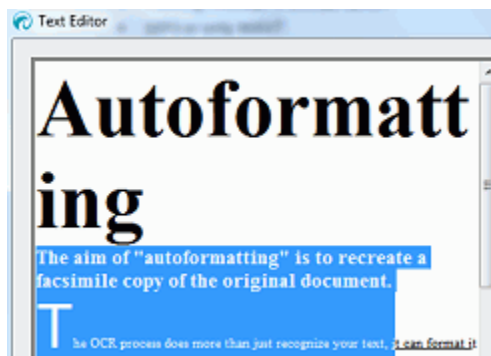 Text Editor
Autoformatt
ing
The aim of "autoformatting" is to recreate a
facsimile copy of the original document.
The OCR process does more than just recognize your text, it can format it